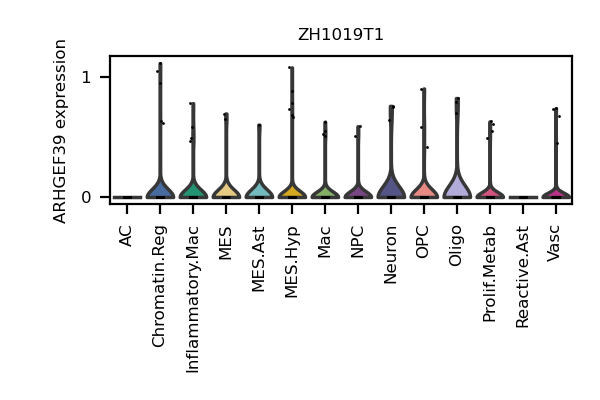 ZH1019T1
ARHGEF39 expression
1
0
AC
Chromatin.Reg
Inflammatory.Mac
MES
MES.Ast
MES.Hyp
Mac
NPC
Neuron
OPC
Oligo
Prolif.Metab
Reactive.Ast
Vasc